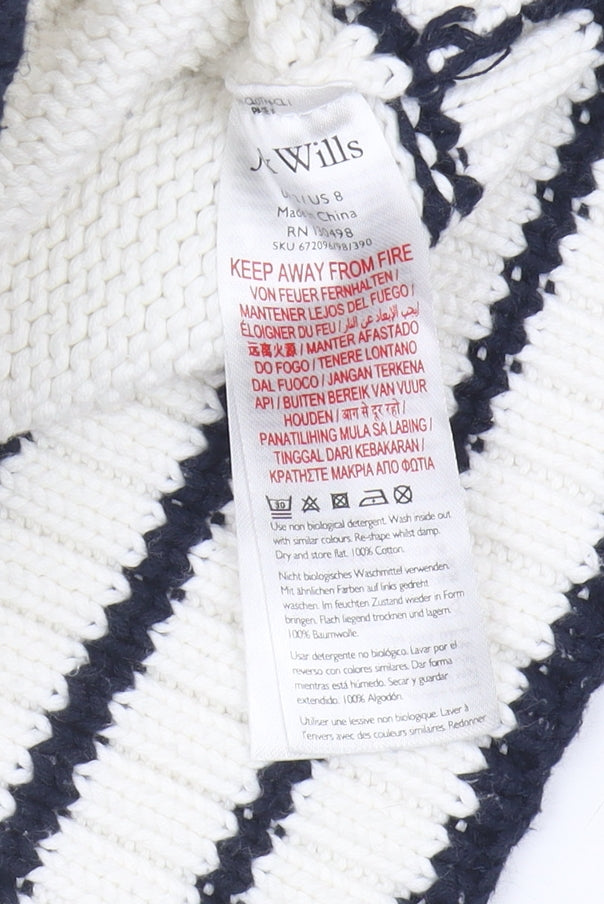 Wills
US 8
Made in China
RN 130498
SKU 672096198/390
KEEP AWAY FROM FIRE
VON FEUER FERNHALTEN /
MANTENER LEJOS DEL FUEGO /
ÉLOIGNER DU FEU / يجب الإبعاد عن النار /
远离火源 / MANTER AFASTADO
DO FOGO / TENERE LONTANO
DAL FUOCO / JANGAN TERKENA
API / BUITEN BEREIK VAN VUUR
HOUDEN / आग से दूर रहो /
PANATILIHING MULA SA LABING /
TINGGAL DARI KEBAKARAN /
ΚΡΑΤΗΣΤΕ ΜΑΚΡΙΑ ΑΠΟ ΦΩΤΙΑ
30
Use non biological detergent. Wash inside out
with similar colours. Re-shape whilst damp.
Dry and store flat. 100% Cotton.
Nicht biologisches Waschmittel verwenden.
Mit ähnlichen Farben auf links gedreht
waschen. Im feuchten Zustand wieder in Form
bringen. Flach liegend trocknen und lagern.
100% Baumwolle.
Usar detergente no biológico. Lavar por el
reverso con colores similares. Dar forma
mientras está húmedo. Secar y guardar
extendido. 100% Algodón.
Utiliser une lessive non biologique. Laver à
l'envers avec des couleurs similaires. Redonner